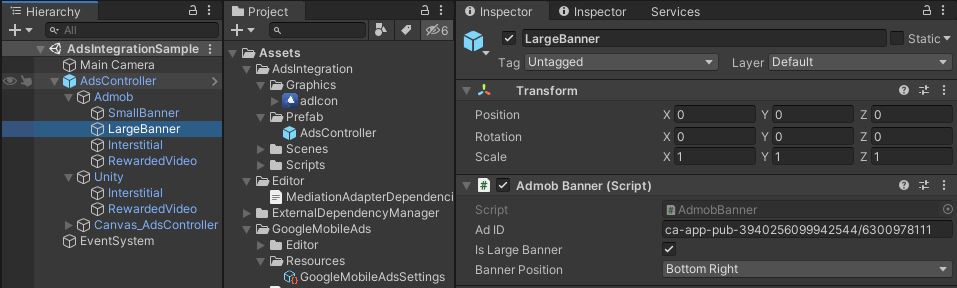 Hierarchy
All
AdsIntegrationSample
Main Camera
AdsController
Admob
SmallBanner
LargeBanner
Interstitial
RewardedVideo
Unity
Interstitial
RewardedVideo
Canvas_AdsController
EventSystem
Project
6
Assets
AdsIntegration
Graphics
adIcon
Prefab
AdsController
Scenes
Scripts
Editor
MediationAdapterDependenci
ExternalDependencyManager
GoogleMobileAds
Editor
Resources
GoogleMobileAdsSettings
Inspector Inspector Services
LargeBanner Static
Tag Untagged Layer Default
Transform
Position X 0 Y 0 Z 0
Rotation X 0 Y 0 Z 0
Scale X 1 Y 1 Z 1
# Admob Banner (Script)
Script # AdmobBanner
Ad ID ca-app-pub-3940256099942544/6300978111
Is Large Banner
Banner Position Bottom Right